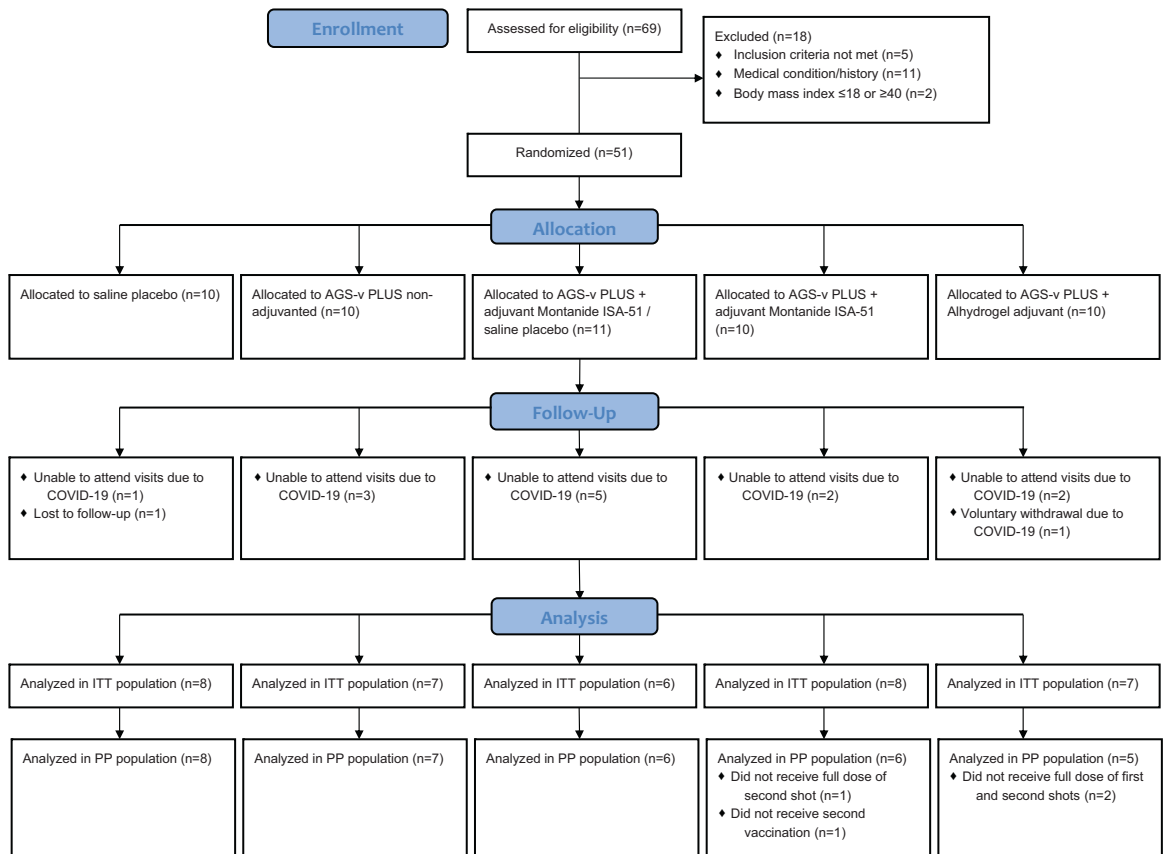 Enrollment
Assessed for eligibility (n=69)
Excluded (n=18)
♦ Inclusion criteria not met (n=5)
♦ Medical condition/history (n=11)
♦ Body mass index ≤18 or ≥40 (n=2)
Randomized (n=51)
Allocation
Allocated to saline placebo (n=10)
Allocated to AGS-v PLUS non-
adjuvanted (n=10)
Allocated to AGS-v PLUS +
adjuvant Montanide ISA-51 /
saline placebo (n=11)
Allocated to AGS-v PLUS +
adjuvant Montanide ISA-51
(n=10)
Allocated to AGS-v PLUS +
Alhydrogel adjuvant (n=10)
Follow-Up
♦ Unable to attend visits due to
COVID-19 (n=1)
♦ Lost to follow-up (n=1)
♦ Unable to attend visits due to
COVID-19 (n=3)
♦ Unable to attend visits due to
COVID-19 (n=5)
♦ Unable to attend visits due to
COVID-19 (n=2)
♦ Unable to attend visits due to
COVID-19 (n=2)
♦ Voluntary withdrawal due to
COVID-19 (n=1)
Analysis
Analyzed in ITT population (n=8)
Analyzed in ITT population (n=7)
Analyzed in ITT population (n=6)
Analyzed in ITT population (n=8)
Analyzed in ITT population (n=7)
Analyzed in PP population (n=8)
Analyzed in PP population (n=7)
Analyzed in PP population (n=6)
Analyzed in PP population (n=6)
♦ Did not receive full dose of
second shot (n=1)
♦ Did not receive second
vaccination (n=1)
Analyzed in PP population (n=5)
♦ Did not receive full dose of first
and second shots (n=2)